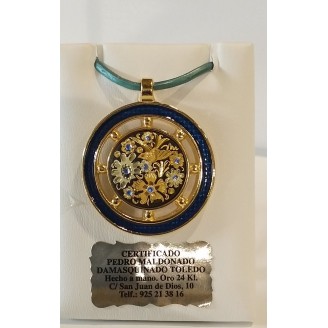 CERTIFICADO
PEDRO MALDONADO
DAMASQUINADO TOLEDO
Hecho a mano. Oro 24 Kt.
C/ San Juan de Dios, 10
Telf.: 925 21 38 16